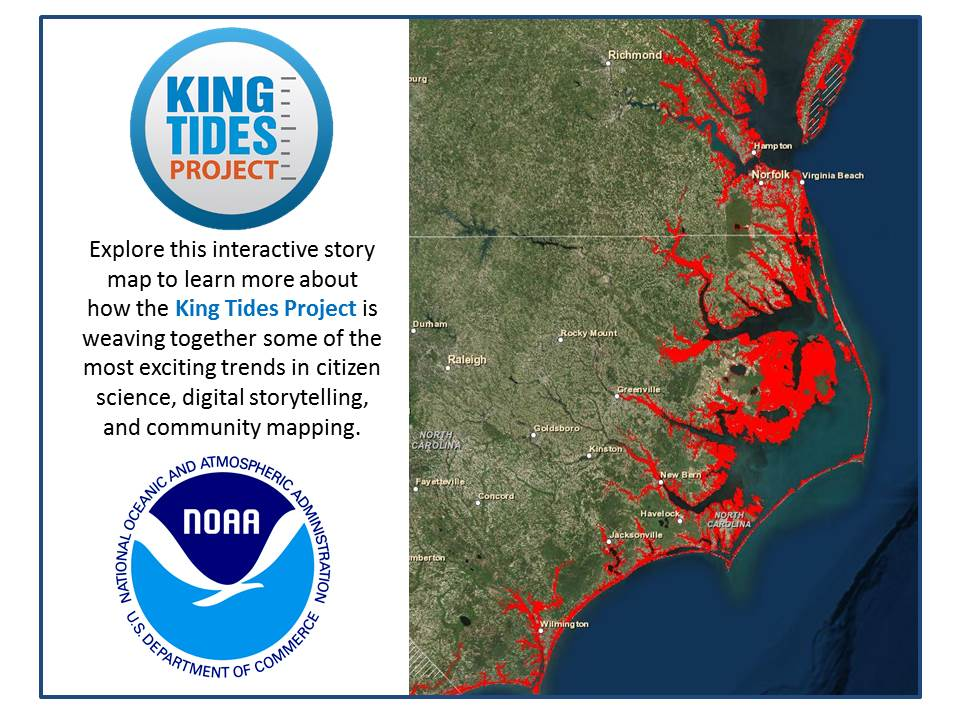 KING
TIDES
PROJECT
Explore this interactive story
map to learn more about
how the King Tides Project is
weaving together some of the
most exciting trends in citizen
science, digital storytelling,
and community mapping.
NATIONAL OCEANIC AND ATMOSPHERIC ADMINISTRATION
NOAA
U.S. DEPARTMENT OF COMMERCE
Richmond
burg
Hampton
Norfolk
Virginia Beach
Durham
Rocky Mount
Raleigh
Greenville
Goldsboro
NORTH
CAROLINA
Kinston
New Bern
Fayetteville
Concord
Havelock
NORTH
CAROLINA
Jacksonville
mberton
Wilmington